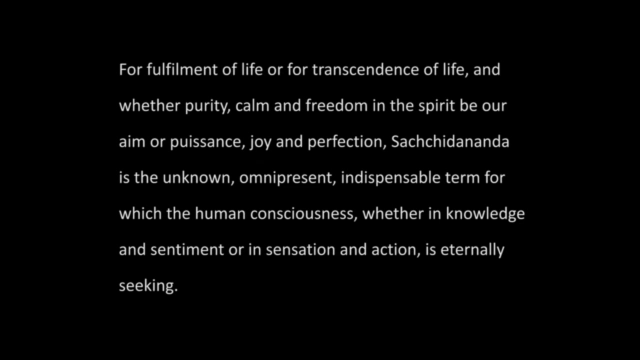 For fulfilment of life or for transcendence of life, and
whether purity, calm and freedom in the spirit be our
aim or puissance, joy and perfection, Sachchidananda
is the unknown, omnipresent, indispensable term for
which the human consciousness, whether in knowledge
and sentiment or in sensation and action, is eternally
seeking.